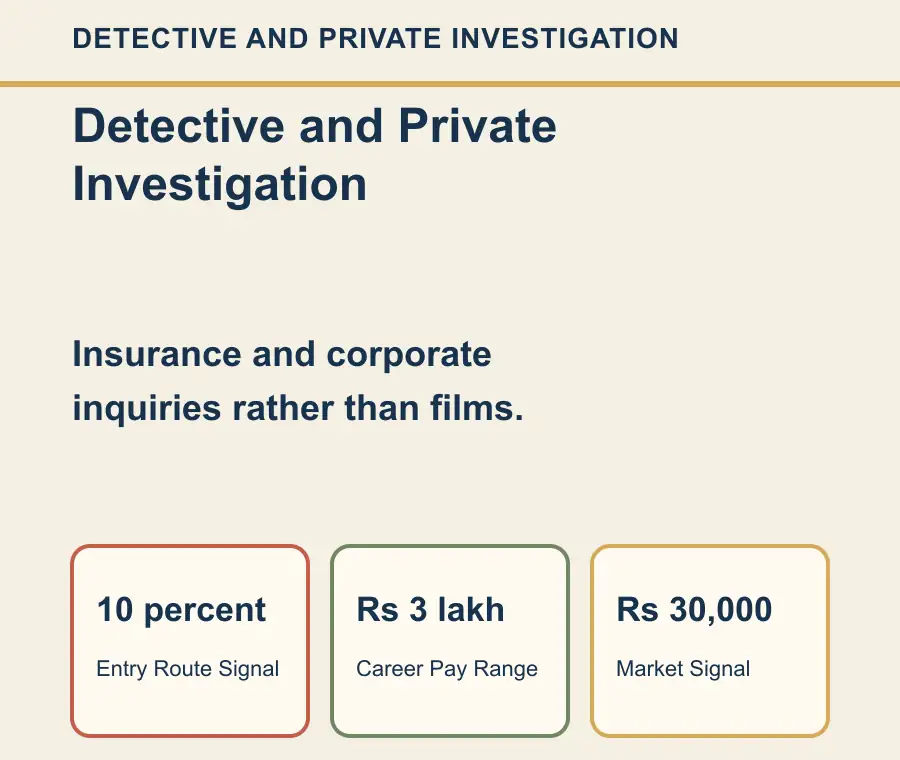 DETECTIVE AND PRIVATE INVESTIGATION
Detective and Private
Investigation
Insurance and corporate
inquiries rather than films.
10 percent
Entry Route Signal
Rs 3 lakh
Career Pay Range
Rs 30,000
Market Signal